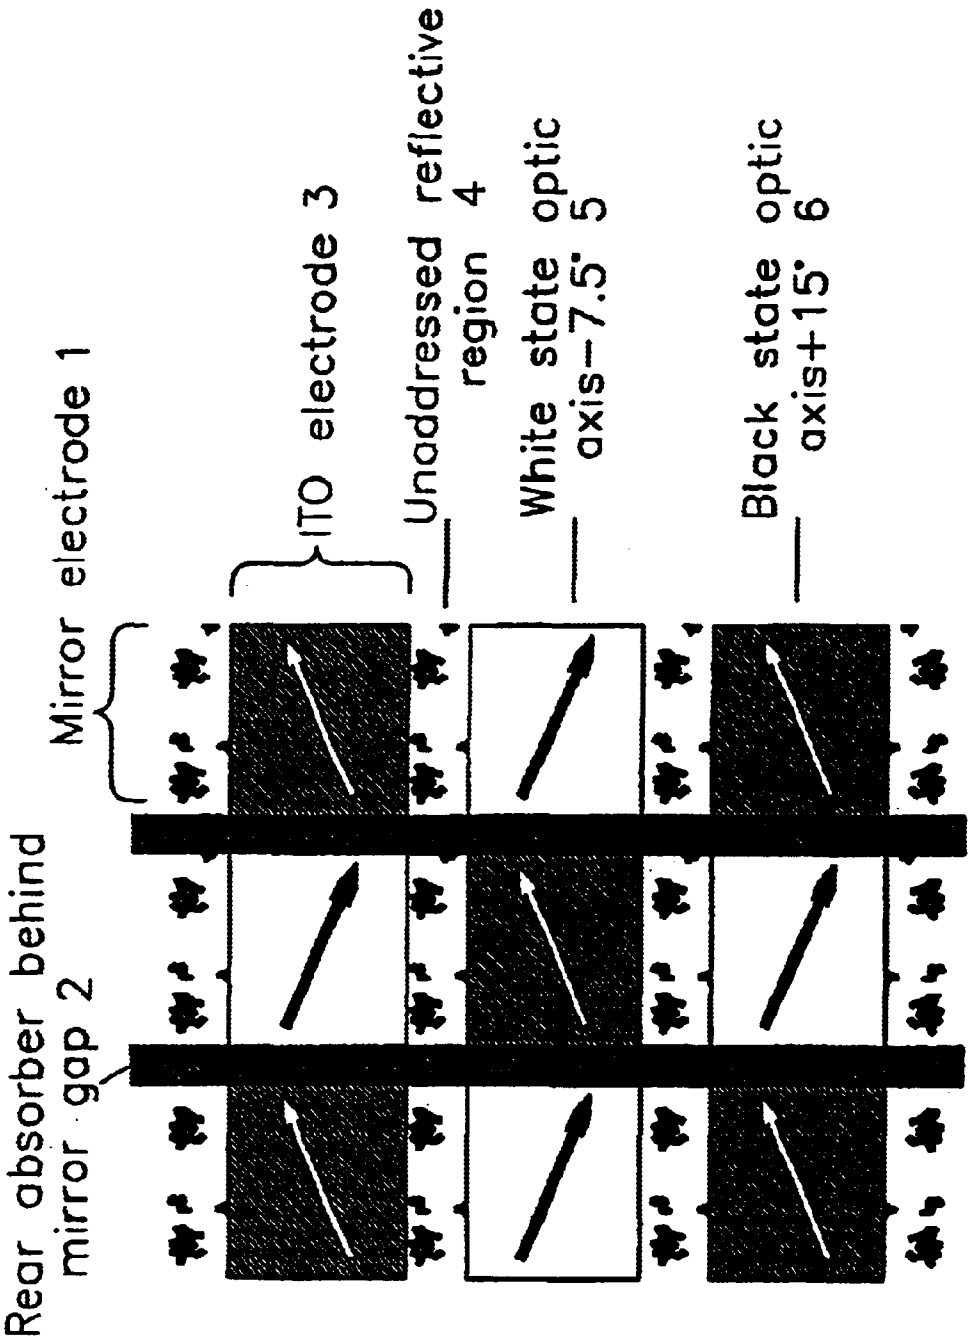 Rear absorber behind
mirror gap 2
Mirror electrode 1
ITO electrode 3
Unaddressed reflective
region 4
White state optic
axis−7.5° 5
Black state optic
axis+15° 6